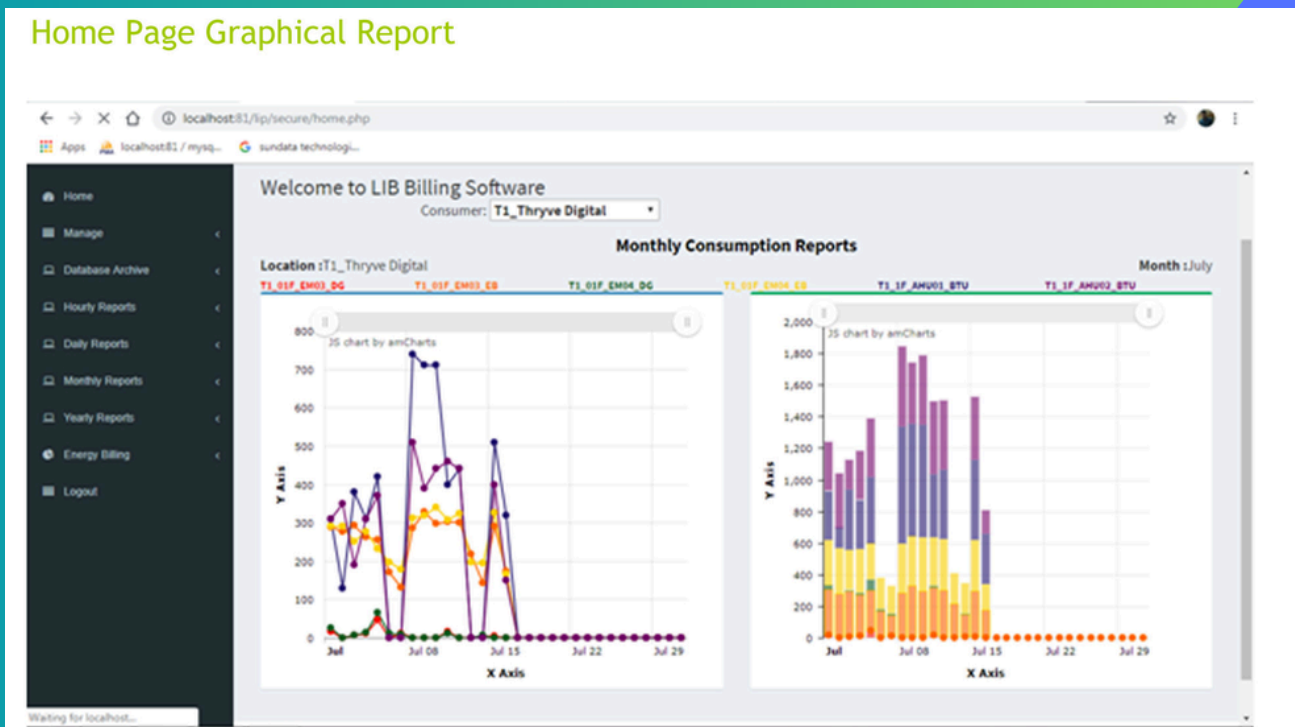 Home Page Graphical Report
localhost:81/lip/secure/home.php
Apps localhost:81 / mysq... sundata technologi...
Home
Manage
Database Archive
Hourly Reports
Daily Reports
Monthly Reports
Yearly Reports
Energy Billing
Logout
Waiting for localhost...
Welcome to LIB Billing Software
Consumer: T1_Thryve Digital
Monthly Consumption Reports
Location :T1_Thryve Digital Month :July
T1_01F_EM03_DG T1_01F_EM03_EB T1_01F_EM04_DG T1_01F_EM04_EB T1_1F_AHU01_BTU T1_1F_AHU02_BTU
JS chart by amCharts
800
700
600
500
400
300
200
100
0
Y Axis
Jul Jul 08 Jul 15 Jul 22 Jul 29
X Axis
JS chart by amCharts
2,000
1,800
1,600
1,400
1,200
1,000
800
600
400
200
0
Y Axis
Jul Jul 08 Jul 15 Jul 22 Jul 29
X Axis